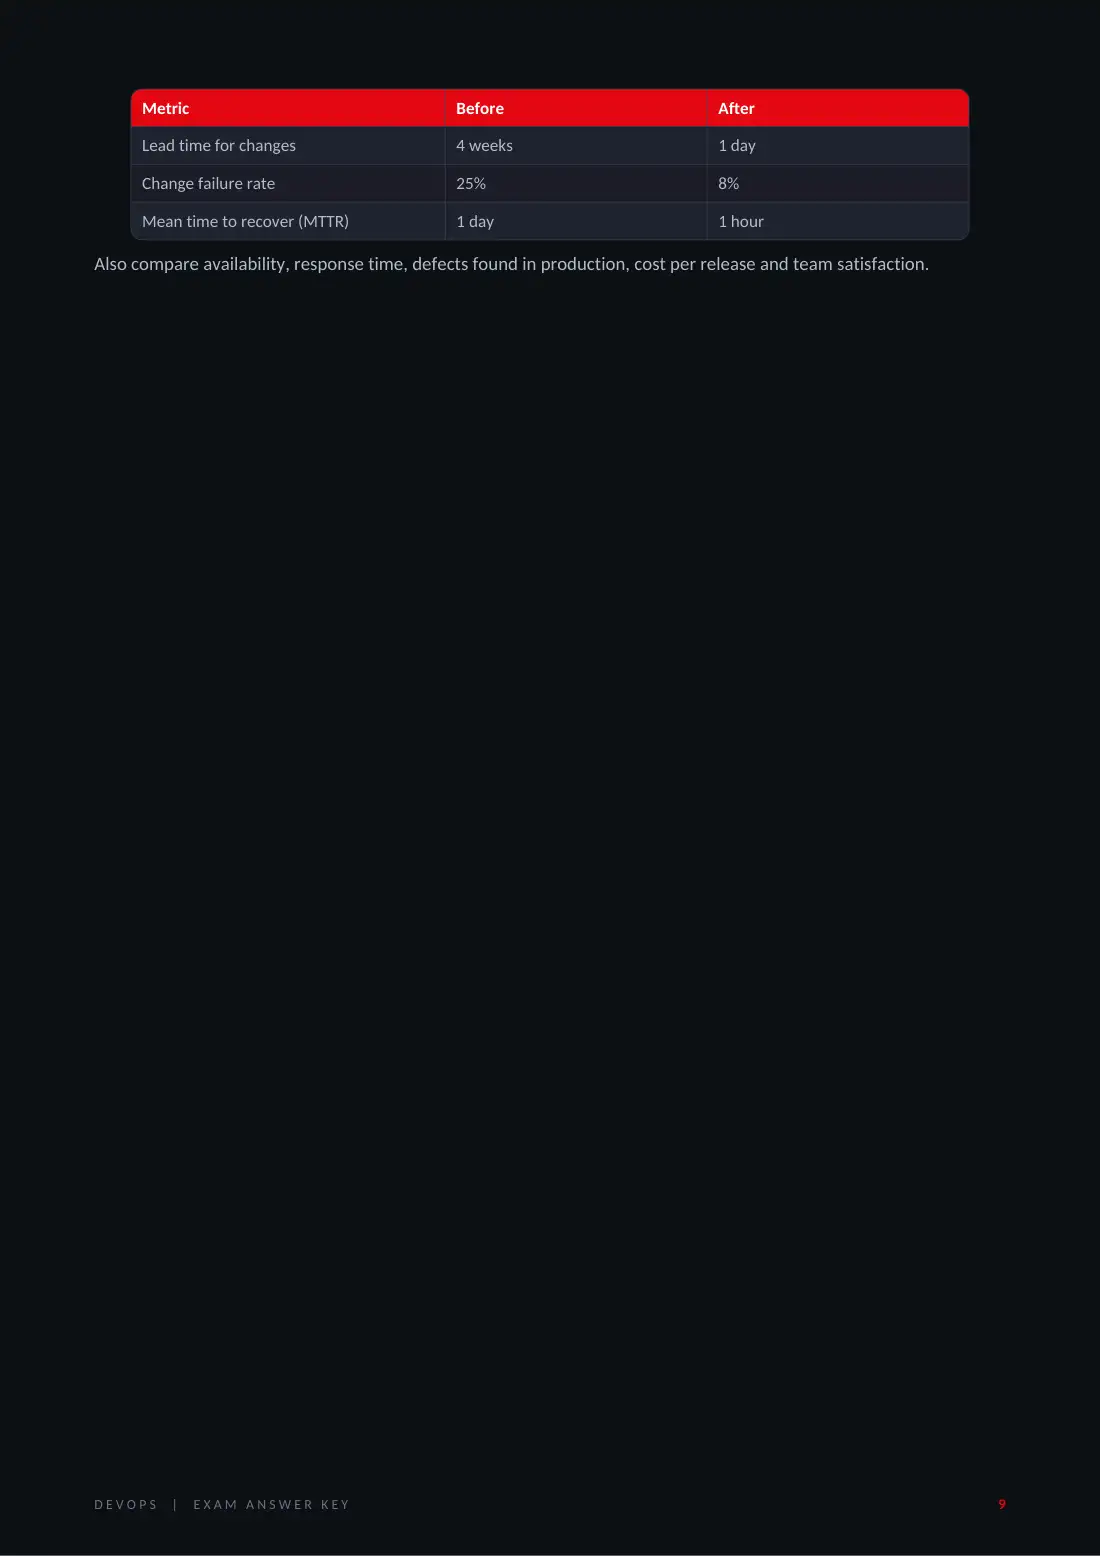 Metric Before After
Lead time for changes 4 weeks 1 day
Change failure rate 25% 8%
Mean time to recover (MTTR) 1 day 1 hour
Also compare availability, response time, defects found in production, cost per release and team satisfaction.
DEVOPS | EXAM ANSWER KEY 9